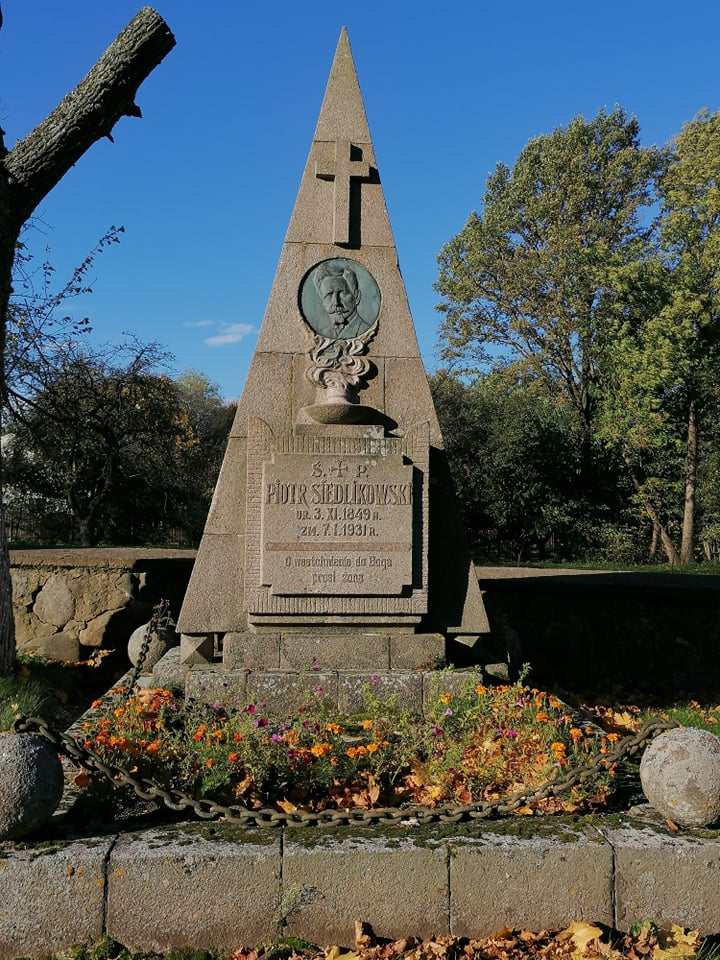 Ś. + P.
PIOTR SIEDLIKOWSKI
UR. 3. XI. 1849 R.
ZM. 7. I. 1931 R.
O westchnienie do Boga
prosi żona